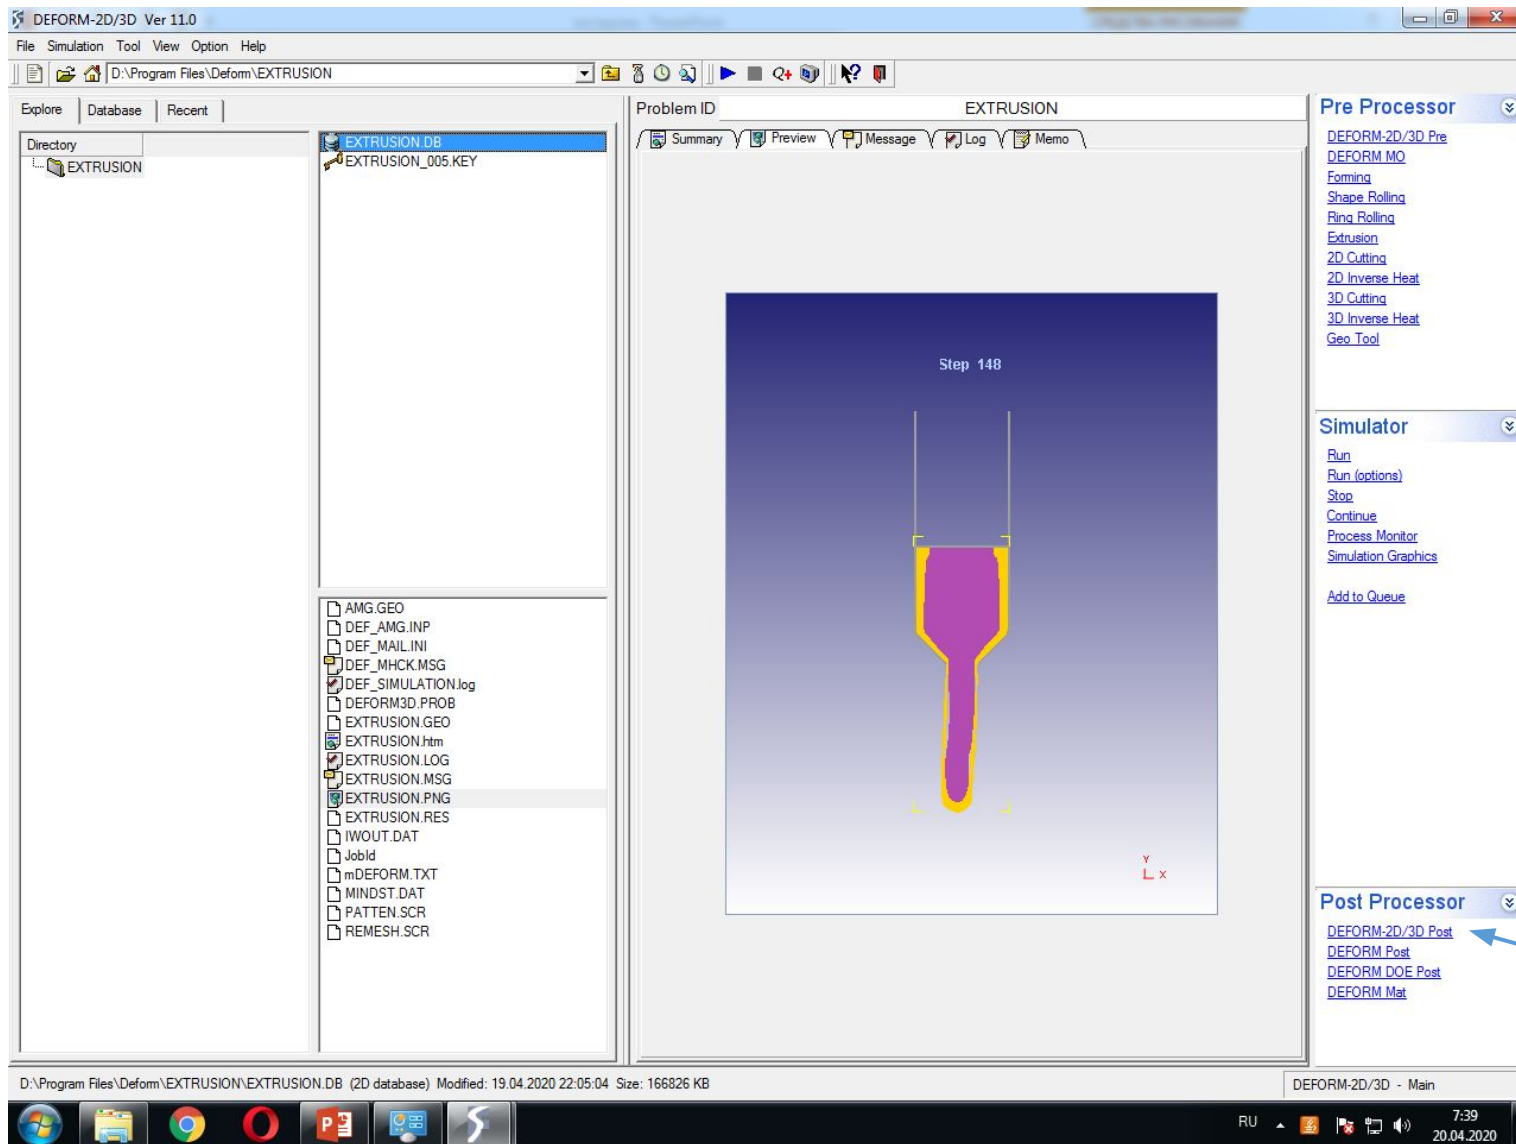 DEFORM-2D/3D Ver 11.0
File Simulation Tool View Option Help
D:\Program Files\Deform\EXTRUSION
Explore Database Recent
Directory
EXTRUSION
EXTRUSION.DB
EXTRUSION_005.KEY
AMG.GEO
DEF_AMG.INP
DEF_MAIL.INI
DEF_MHCK.MSG
DEF_SIMULATION.log
DEFORM3D.PROB
EXTRUSION.GEO
EXTRUSION.htm
EXTRUSION.LOG
EXTRUSION.MSG
EXTRUSION.PNG
EXTRUSION.RES
IWOUT.DAT
JobId
mDEFORM.TXT
MINDST.DAT
PATTEN.SCR
REMESH.SCR
Problem ID EXTRUSION
Summary Preview Message Log Memo
Step 148
Y
X
Pre Processor
DEFORM-2D/3D Pre
DEFORM MO
Forming
Shape Rolling
Ring Rolling
Extrusion
2D Cutting
2D Inverse Heat
3D Cutting
3D Inverse Heat
Geo Tool
Simulator
Run
Run (options)
Stop
Continue
Process Monitor
Simulation Graphics
Add to Queue
Post Processor
DEFORM-2D/3D Post
DEFORM Post
DEFORM DOE Post
DEFORM Mat
D:\Program Files\Deform\EXTRUSION\EXTRUSION.DB (2D database) Modified: 19.04.2020 22:05:04 Size: 166826 KB
DEFORM-2D/3D - Main
RU
7:39
20.04.2020